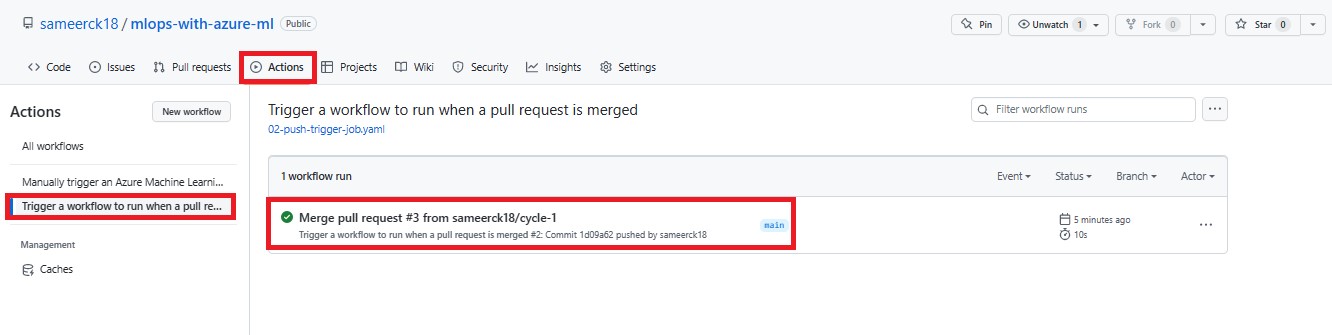 sameerck18 / mlops-with-azure-ml Public
Pin
Unwatch 1
Fork 0
Star 0
Code Issues Pull requests Actions Projects Wiki Security Insights Settings
Actions
New workflow
All workflows
Manually trigger an Azure Machine Learni...
Trigger a workflow to run when a pull re...
Management
Caches
Trigger a workflow to run when a pull request is merged
02-push-trigger-job.yaml
Filter workflow runs
1 workflow run
Event Status Branch Actor
Merge pull request #3 from sameerck18/cycle-1
Trigger a workflow to run when a pull request is merged #2: Commit 1d09a62 pushed by sameerck18
main
5 minutes ago
10s